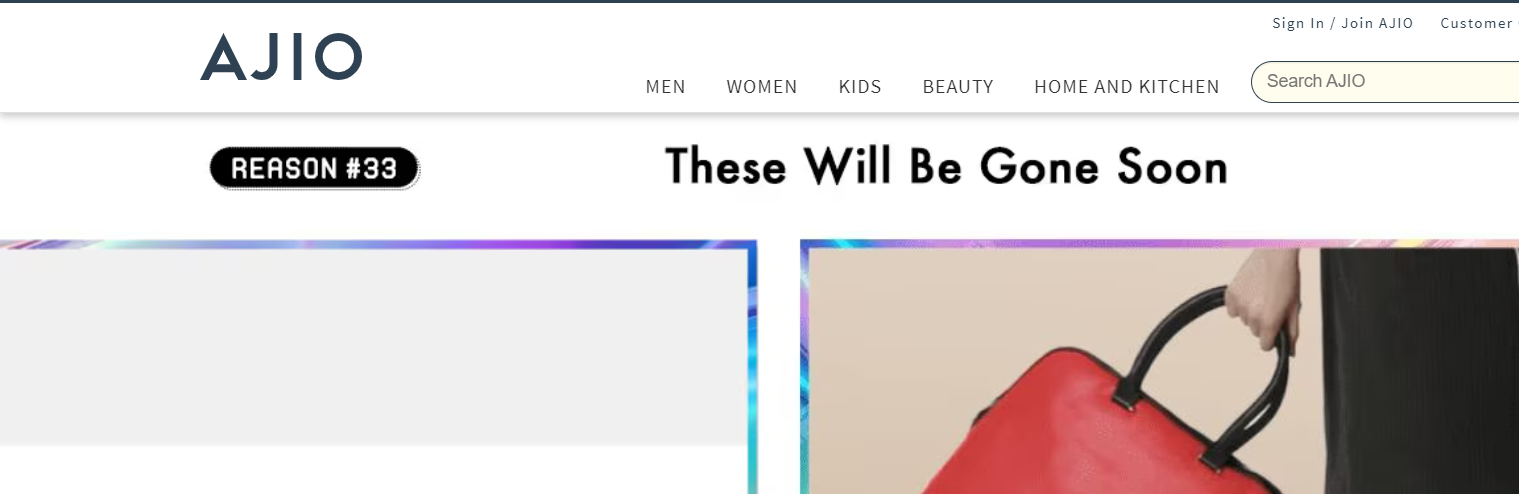 Sign In / Join AJIO Customer
AJIO
MEN WOMEN KIDS BEAUTY HOME AND KITCHEN Search AJIO
REASON #33 These Will Be Gone Soon